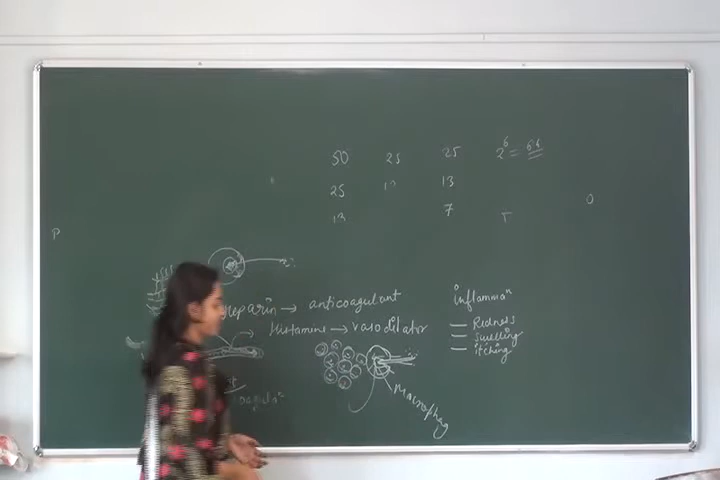 50 25 25 2⁶ = 64
25 13
13 7 T
O
P
Heparin → anticoagulant
Histamine → vasodilator
Inflammaⁿ
— Redness
— Swelling
— itching
Macrophag